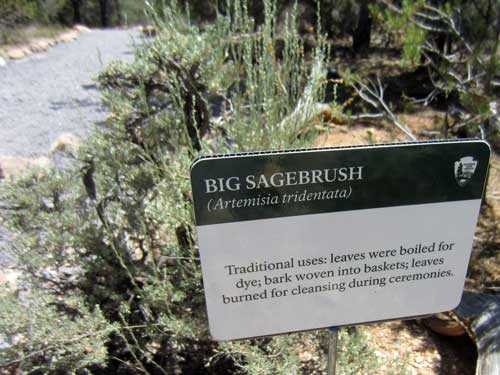 BIG SAGEBRUSH
(Artemisia tridentata)
Traditional uses: leaves were boiled for
dye; bark woven into baskets; leaves
burned for cleansing during ceremonies.